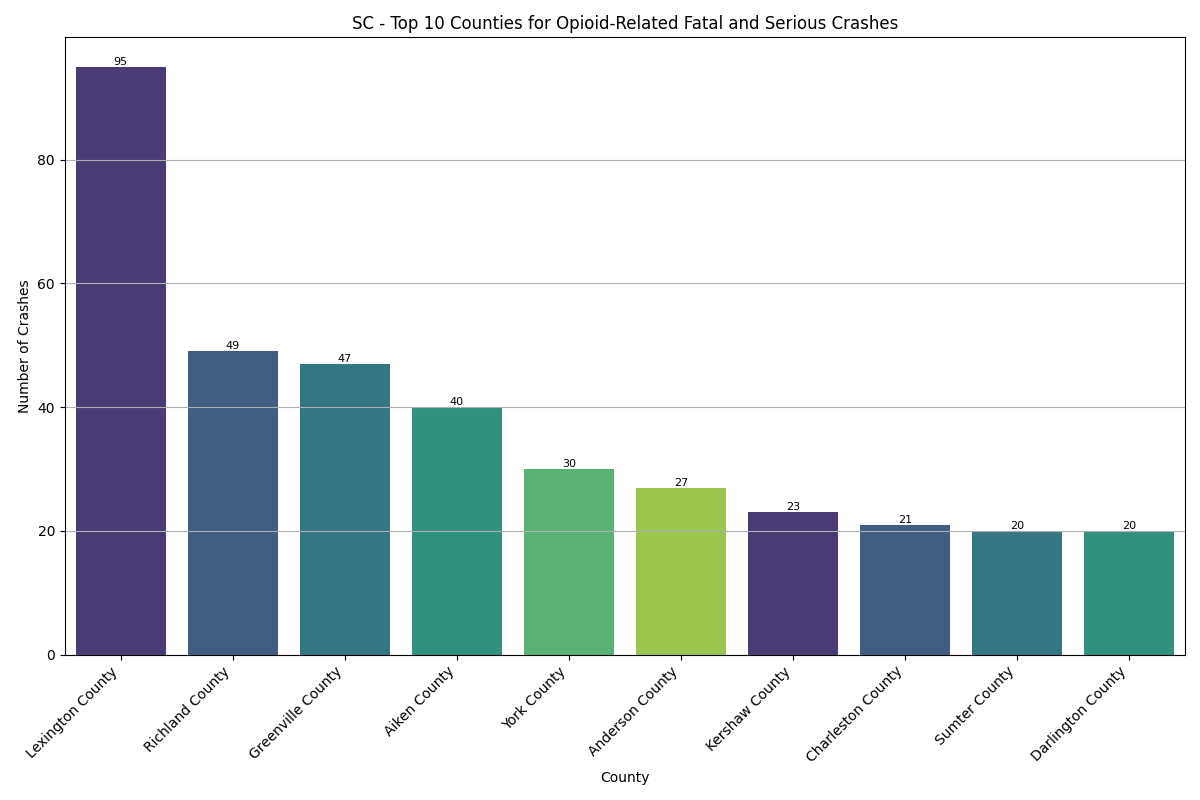 SC - Top 10 Counties for Opioid-Related Fatal and Serious Crashes
Number of Crashes
80
60
40
20
0
95
49
47
40
30
27
23
21
20
20
Lexington County
Richland County
Greenville County
Aiken County
York County
Anderson County
Kershaw County
Charleston County
Sumter County
Darlington County
County